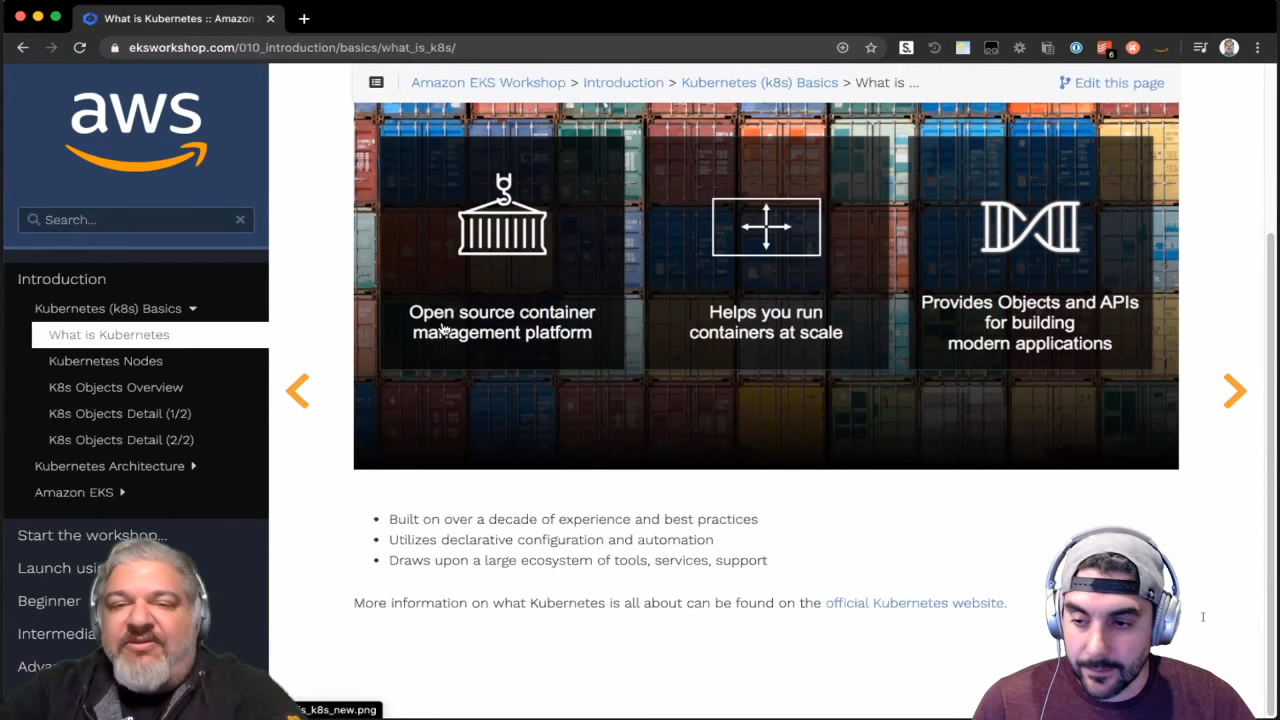 What is Kubernetes :: Amazon
eksworkshop.com/010_introduction/basics/what_is_k8s/
6
aws
Search...
Introduction
Kubernetes (k8s) Basics
What is Kubernetes
Kubernetes Nodes
K8s Objects Overview
K8s Objects Detail (1/2)
K8s Objects Detail (2/2)
Kubernetes Architecture
Amazon EKS
Start the workshop...
Launch
Beginner
Amazon EKS Workshop > Introduction > Kubernetes (k8s) Basics > What is ...
Edit this page
Open source container
management platform
Helps you run
containers at scale
Provides Objects and APIs
for building
modern applications
• Built on over a decade of experience and best practices
• Utilizes declarative configuration and automation
• Draws upon a large ecosystem of tools, services, support
More information on what Kubernetes is all about can be found on the official Kubernetes website.
is_k8s_new.png